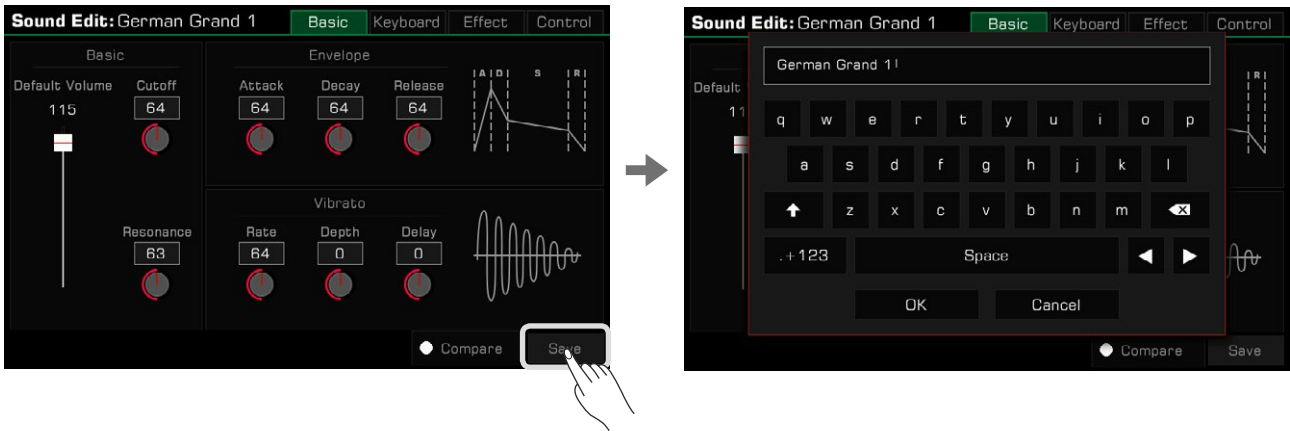 Sound Edit: German Grand 1 Basic Keyboard Effect Control
Basic Envelope
Default Volume Cutoff Attack Decay Release A D S R
115 64 64 64 64
Vibrato
Resonance Rate Depth Delay
63 64 0 0
Compare Save
Sound Edit: German Grand 1 Basic Keyboard Effect Control
German Grand 1
Default R
11
q w e r t y u i o p
a s d f g h j k l
z x c v b n m
.+123 Space
OK Cancel
Compare Save